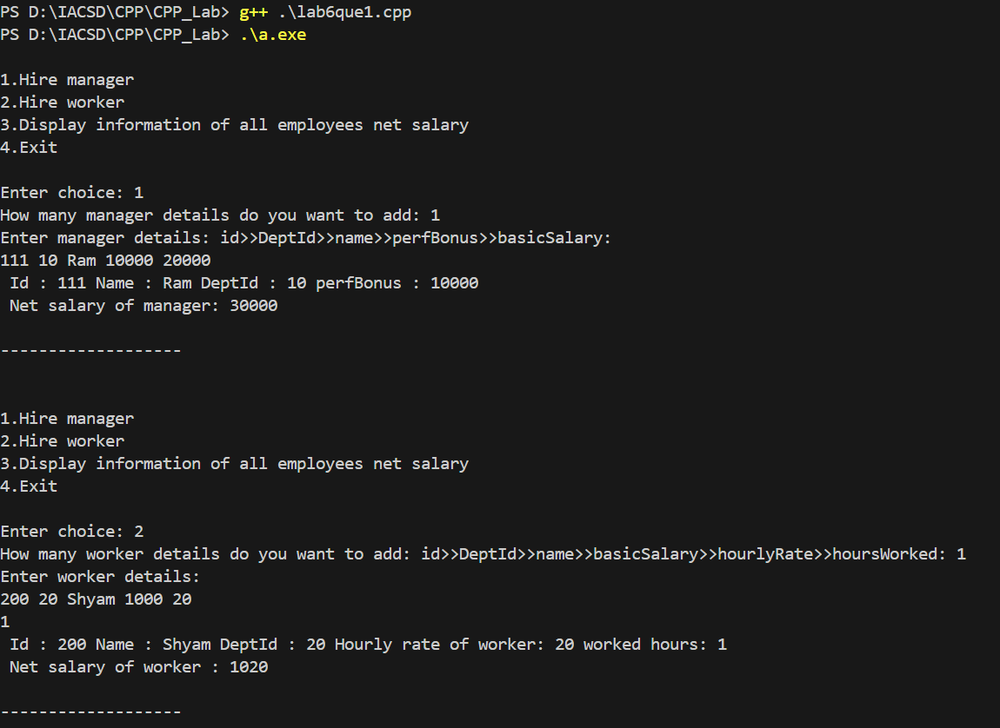 PS D:\IACSD\CPP\CPP_Lab> g++ .\lab6que1.cpp
PS D:\IACSD\CPP\CPP_Lab> .\a.exe
1.Hire manager
2.Hire worker
3.Display information of all employees net salary
4.Exit
Enter choice: 1
How many manager details do you want to add: 1
Enter manager details: id>>DeptId>>name>>perfBonus>>basicSalary:
111 10 Ram 10000 20000
 Id : 111 Name : Ram DeptId : 10 perfBonus : 10000
 Net salary of manager: 30000
-------------------
1.Hire manager
2.Hire worker
3.Display information of all employees net salary
4.Exit
Enter choice: 2
How many worker details do you want to add: id>>DeptId>>name>>basicSalary>>hourlyRate>>hoursWorked: 1
Enter worker details:
200 20 Shyam 1000 20
1
 Id : 200 Name : Shyam DeptId : 20 Hourly rate of worker: 20 worked hours: 1
 Net salary of worker : 1020
-------------------